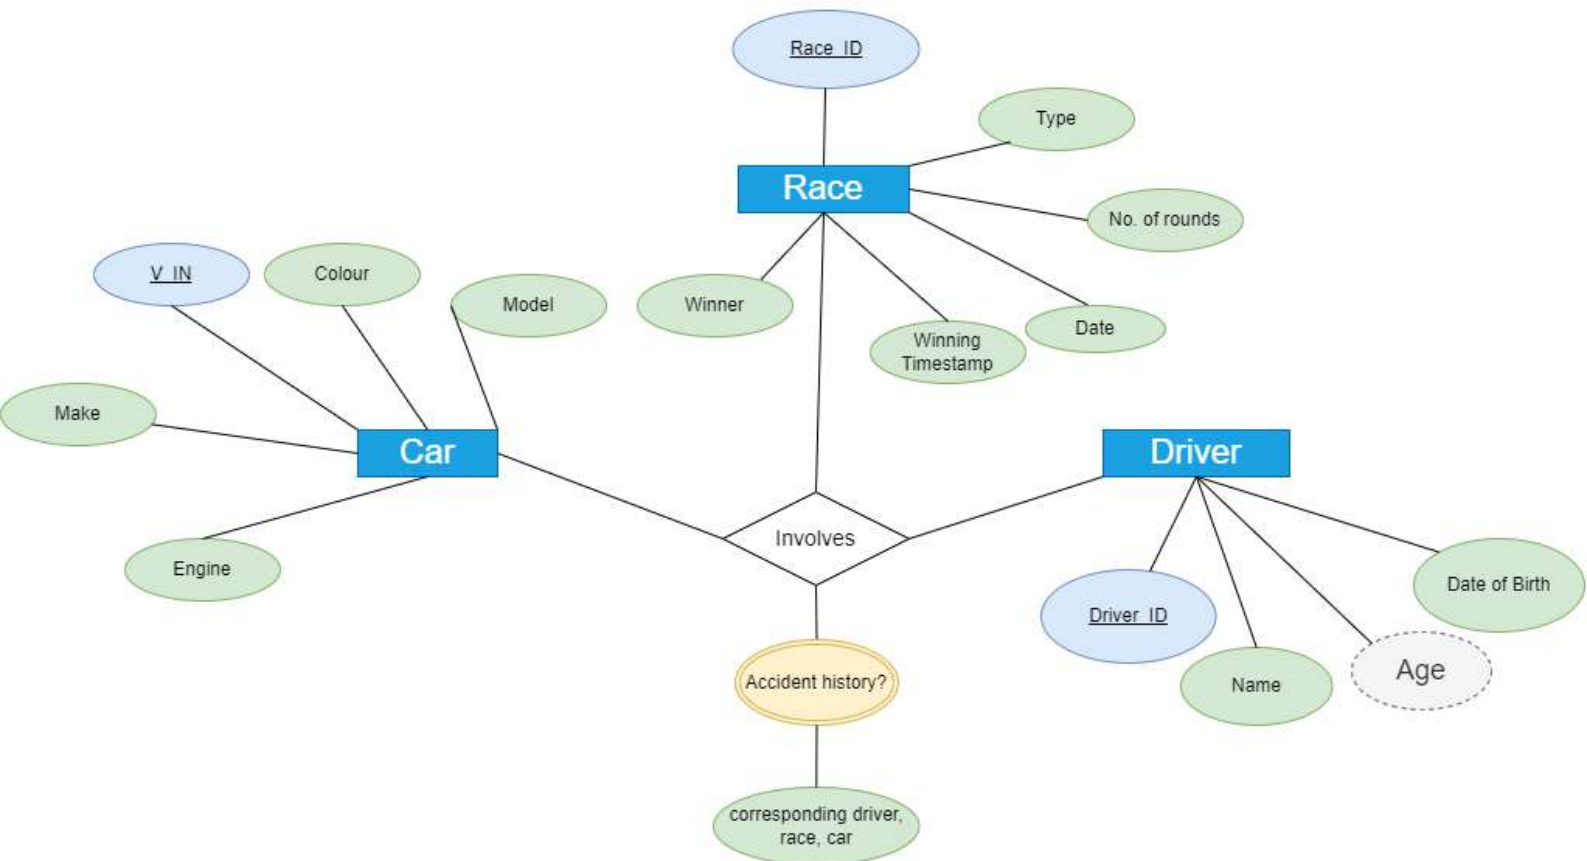 Race_ID
Type
Race
No. of rounds
V_IN
Colour
Model
Winner
Date
Winning
Timestamp
Make
Car
Driver
Involves
Engine
Date of Birth
Driver_ID
Age
Name
Accident history?
corresponding driver,
race, car